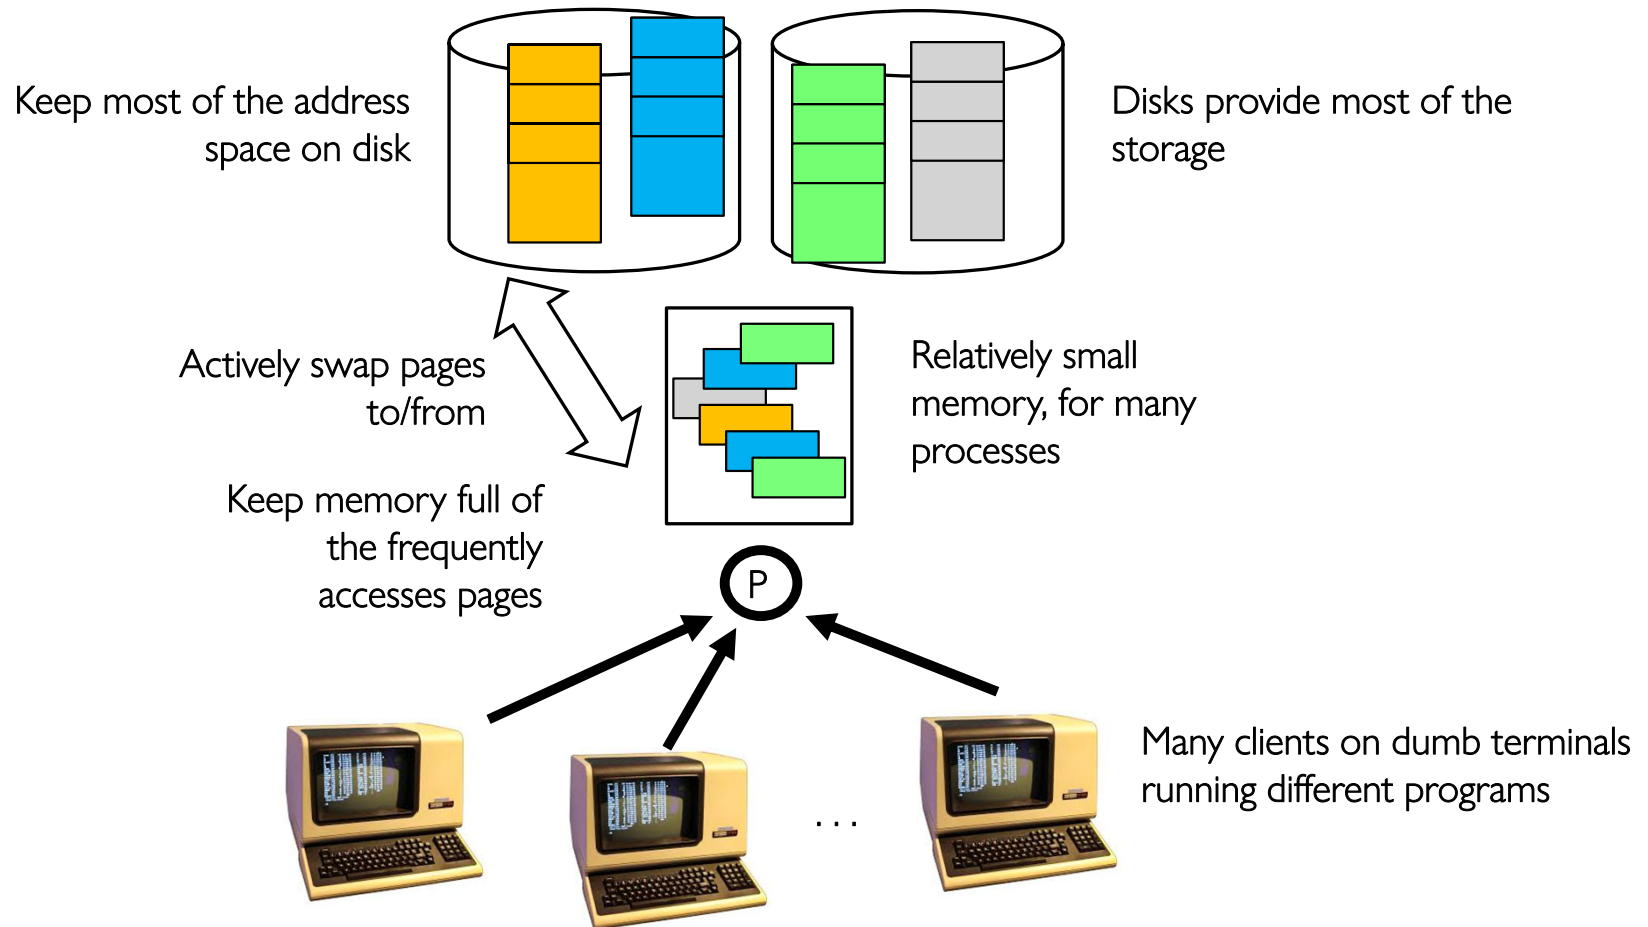 Keep most of the address
space on disk
Disks provide most of the
storage
Actively swap pages
to/from
Relatively small
memory, for many
processes
Keep memory full of
the frequently
accesses pages
P
. . .
Many clients on dumb terminals
running different programs